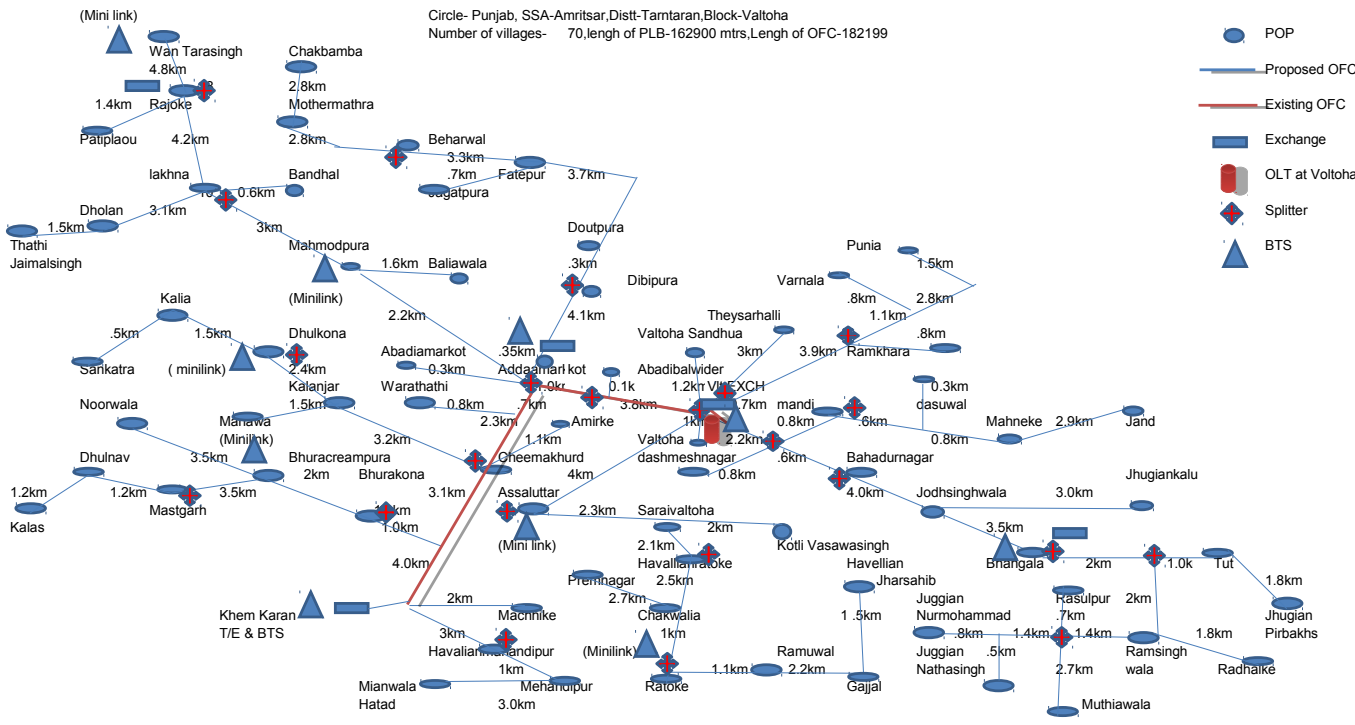 Circle- Punjab, SSA-Amritsar,Distt-Tarntaran,Block-Valtoha
Number of villages- 70,lengh of PLB-162900 mtrs,Lengh of OFC-182199
(Mini link)
Wan Tarasingh
4.8km
Rajoke
1.4km
Patiplaou
4.2km
Chakbamba
2.8km
Mothermathra
2.8km
Beharwal
3.3km
.7km
Jagatpura
Fatepur
3.7km
POP
Proposed OFC
Existing OFC
Exchange
OLT at Voltoha
Splitter
BTS
lakhna
0.6km
Bandhal
Dholan
3.1km
1.5km
Thathi
Jaimalsingh
3km
Mahmodpura
1.6km
Baliawala
(Minilink)
2.2km
Doutpura
.3km
Dibipura
4.1km
Punia
1.5km
Varnala
.8km
2.8km
1.1km
Theysarhalli
3km
3.9km
.8km
Ramkhara
Valtoha Sandhua
Kalia
.5km
1.5km
Dhulkona
Sankatra
( minilink)
2.4km
Kalanjar
1.5km
Manawa
(Minilink)
Noorwala
.35km
Abadiamarkot
0.3km
Warathathi
0.8km
2.3km
.7km
0.1k
3.8km
Abadibalwider
1.2km
.7km
1km
2.2km
Valtoha
dashmeshnagar
0.8km
mandi
0.8km
.6km
0.3km
dasuwal
0.8km
Mahneke
2.9km
Jand
.6km
Bahadurnagar
4.0km
Jodhsinghwala
3.0km
Jhugiankalu
3.5km
Bhangala
2km
1.0k
Tut
1.8km
Jhugian
Pirbakhs
Amirke
1.1km
3.2km
Cheemakhurd
4km
3.1km
Assaluttar
(Mini link)
2.3km
Kotli Vasawasingh
Dhulnav
3.5km
Bhuracreampura
2km
Bhurakona
1.0km
1.2km
1.2km
Mastgarh
3.5km
Kalas
4.0km
Khem Karan
T/E & BTS
2km
Machnike
3km
Havalianmahandipur
1km
Mehandipur
3.0km
Mianwala
Hatad
Saraivaltoha
2km
2.1km
Havalianratoke
2.5km
Premnagar
2.7km
Chakwalia
1km
(Minilink)
Ratoke
1.1km
Ramuwal
2.2km
Gajjal
1.5km
Havellian
Jharsahib
Juggian
Nurmohammad
.8km
Juggian
Nathasingh
.5km
1.4km
Rasulpur
.7km
1.4km
2.7km
Muthiawala
2km
Ramsingh
wala
1.8km
Radhalke